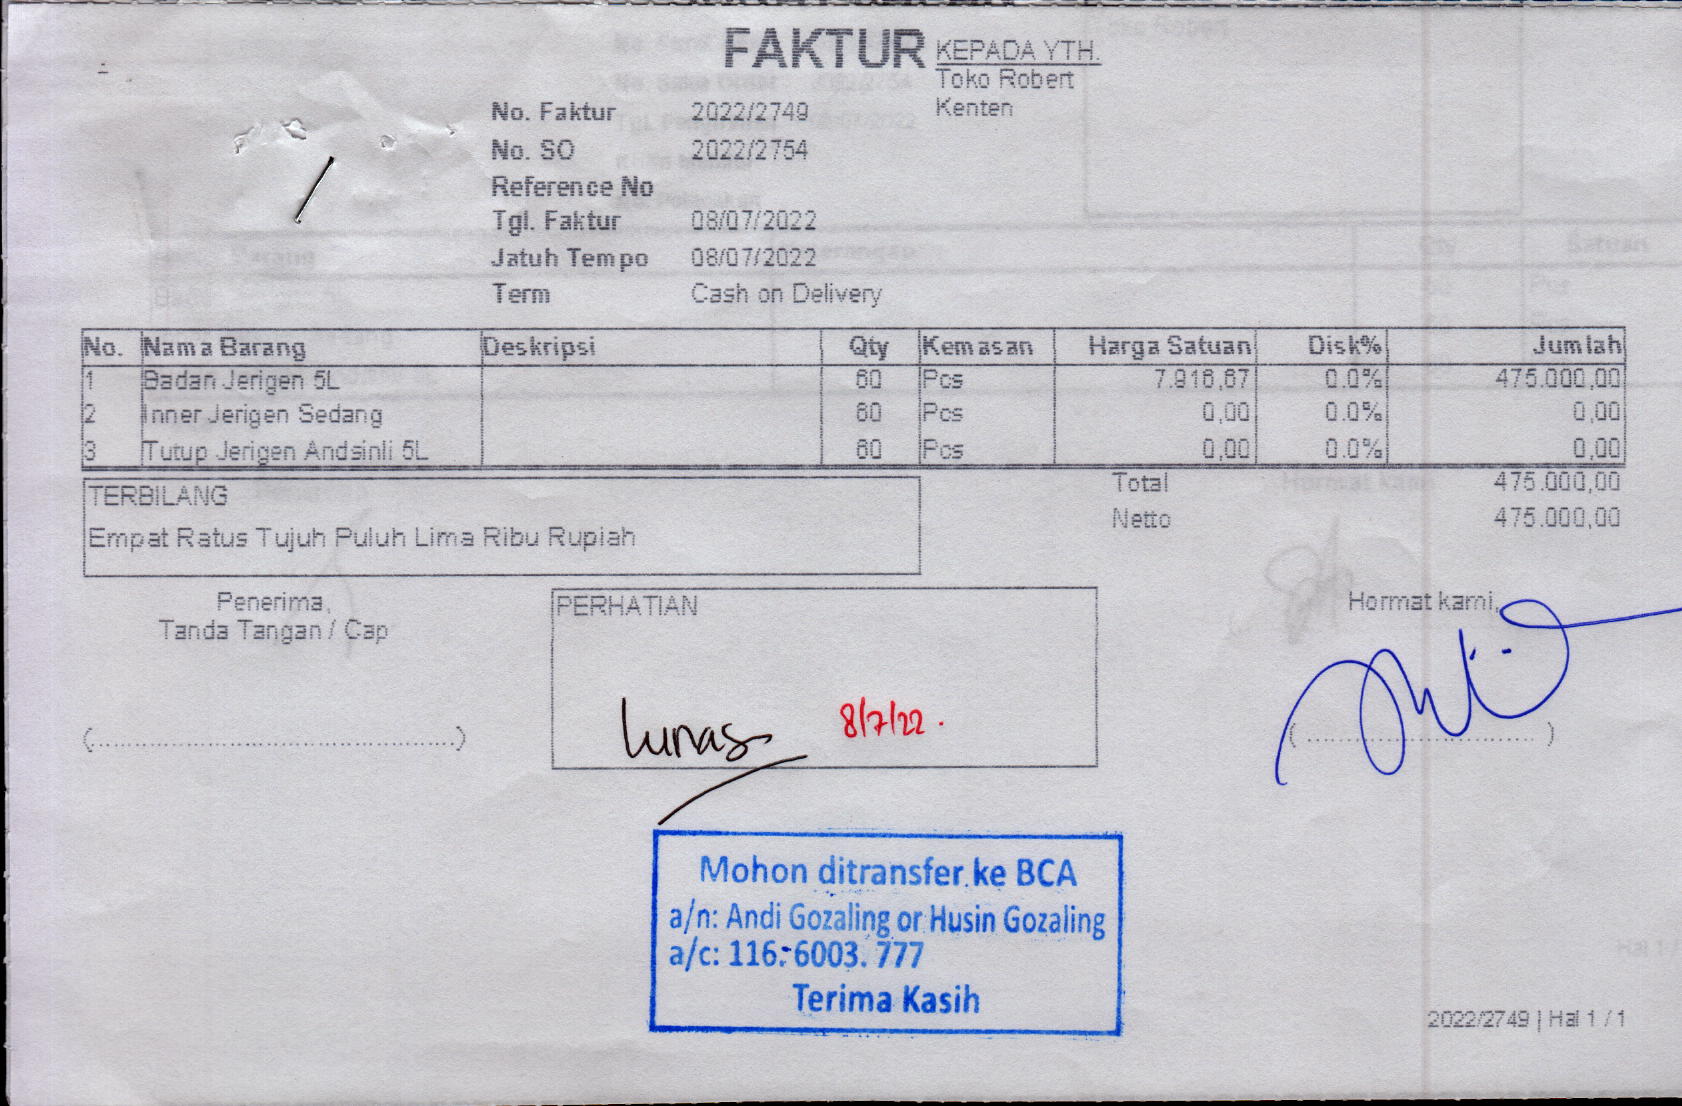 FAKTUR
KEPADA YTH.
Toko Robert
Kenten
No. Faktur 2022/2749
No. SO 2022/2754
Reference No
Tgl. Faktur 08/07/2022
Jatuh Tempo 08/07/2022
Term Cash on Delivery
No. Nama Barang Deskripsi Qty Kemasan Harga Satuan Disk% Jumlah
1 Badan Jerigen 5L 60 Pcs 7.916,67 0.0% 475.000,00
2 Inner Jerigen Sedang 60 Pcs 0,00 0.0% 0,00
3 Tutup Jerigen Andsinli 5L 60 Pcs 0,00 0.0% 0,00
Total 475.000,00
Netto 475.000,00
TERBILANG
Empat Ratus Tujuh Puluh Lima Ribu Rupiah
Penerima,
Tanda Tangan / Cap
PERHATIAN
Hormat kami,
Lunas 8/7/22.
(................................................)
(..............................)
Mohon ditransfer ke BCA
a/n: Andi Gozaling or Husin Gozaling
a/c: 116.6003.777
Terima Kasih
2022/2749 | Hal 1 / 1